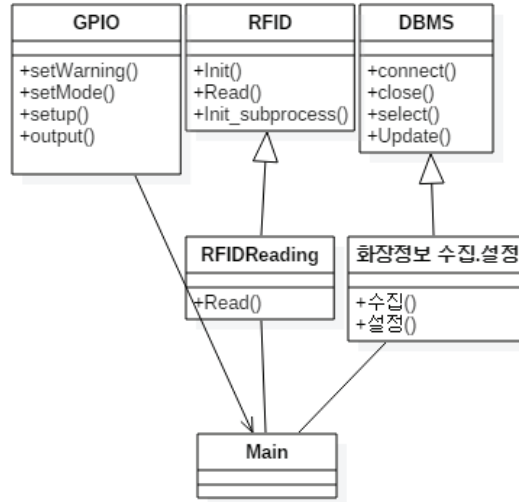 GPIO
+setWarning()
+setMode()
+setup()
+output()
RFID
+Init()
+Read()
+Init_subprocess()
DBMS
+connect()
+close()
+select()
+Update()
RFIDReading
+Read()
화장정보 수집.설정
+수집()
+설정()
Main